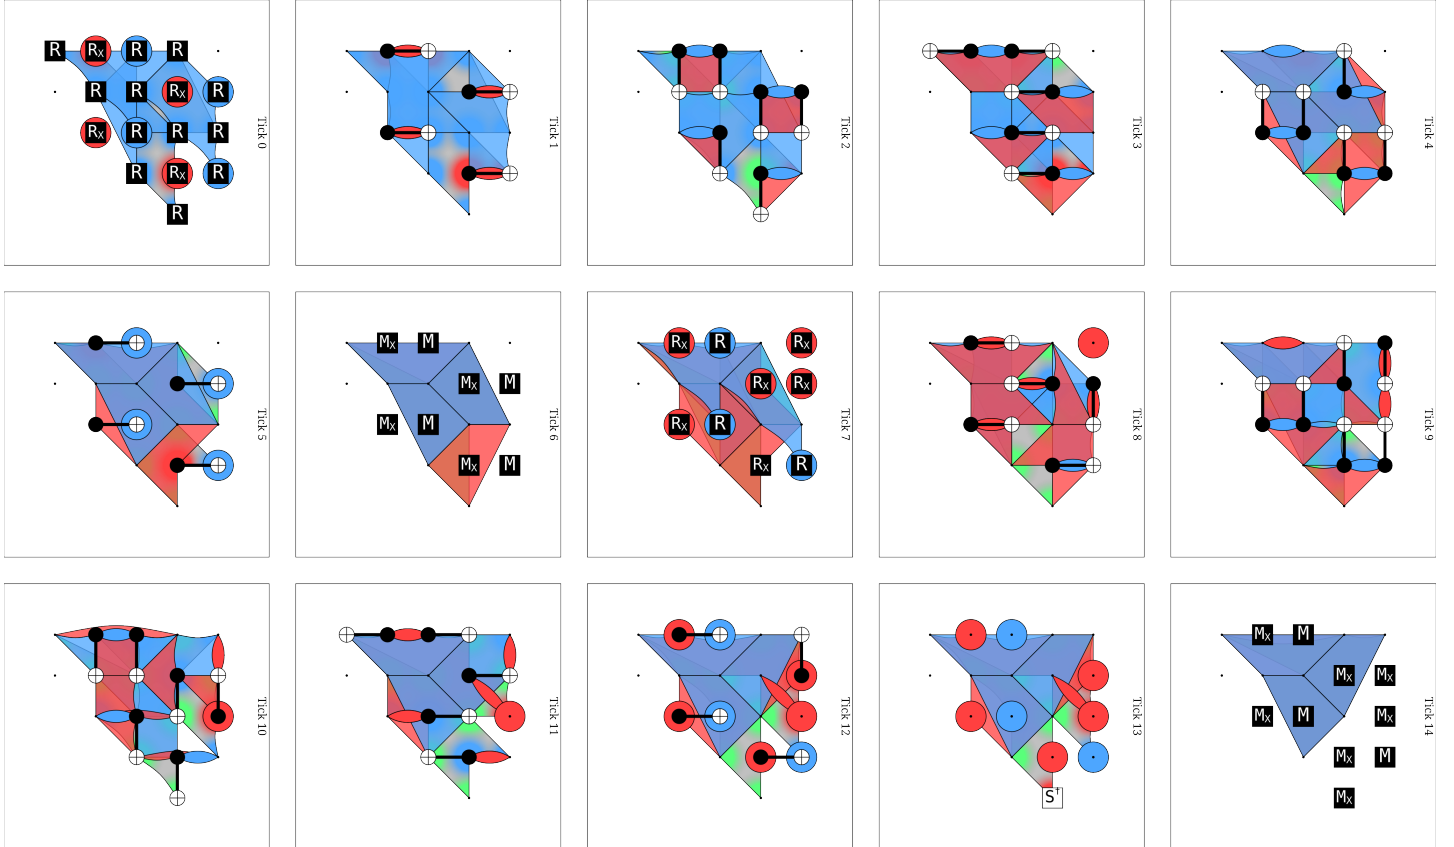 R RX R R
R R RX R
RX R R R
R RX R
R
Tick 0
Tick 1
Tick 2
Tick 3
Tick 4
Tick 5
MX M
MX M
MX M
MX M
Tick 6
RX R RX
RX RX
RX R
RX R
Tick 7
Tick 8
Tick 9
Tick 10
Tick 11
Tick 12
S†
Tick 13
MX M
MX MX
MX M MX
MX M
MX
Tick 14